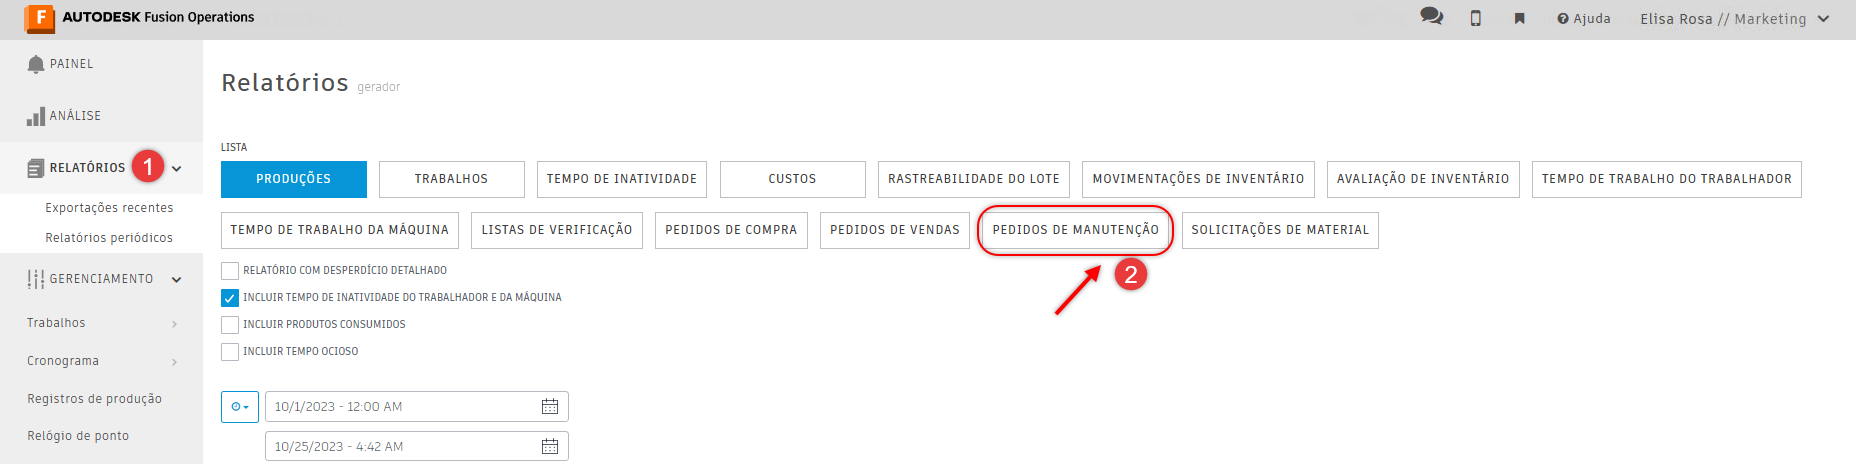 AUTODESK Fusion Operations
Ajuda
Elisa Rosa // Marketing
PAINEL
ANÁLISE
RELATÓRIOS 1
Exportações recentes
Relatórios periódicos
GERENCIAMENTO
Trabalhos
Cronograma
Registros de produção
Relógio de ponto
Relatórios gerador
LISTA
PRODUÇÕES TRABALHOS TEMPO DE INATIVIDADE CUSTOS RASTREABILIDADE DO LOTE MOVIMENTAÇÕES DE INVENTÁRIO AVALIAÇÃO DE INVENTÁRIO TEMPO DE TRABALHO DO TRABALHADOR
TEMPO DE TRABALHO DA MÁQUINA LISTAS DE VERIFICAÇÃO PEDIDOS DE COMPRA PEDIDOS DE VENDAS PEDIDOS DE MANUTENÇÃO SOLICITAÇÕES DE MATERIAL
2
RELATÓRIO COM DESPERDÍCIO DETALHADO
INCLUIR TEMPO DE INATIVIDADE DO TRABALHADOR E DA MÁQUINA
INCLUIR PRODUTOS CONSUMIDOS
INCLUIR TEMPO OCIOSO
10/1/2023 - 12:00 AM
10/25/2023 - 4:42 AM